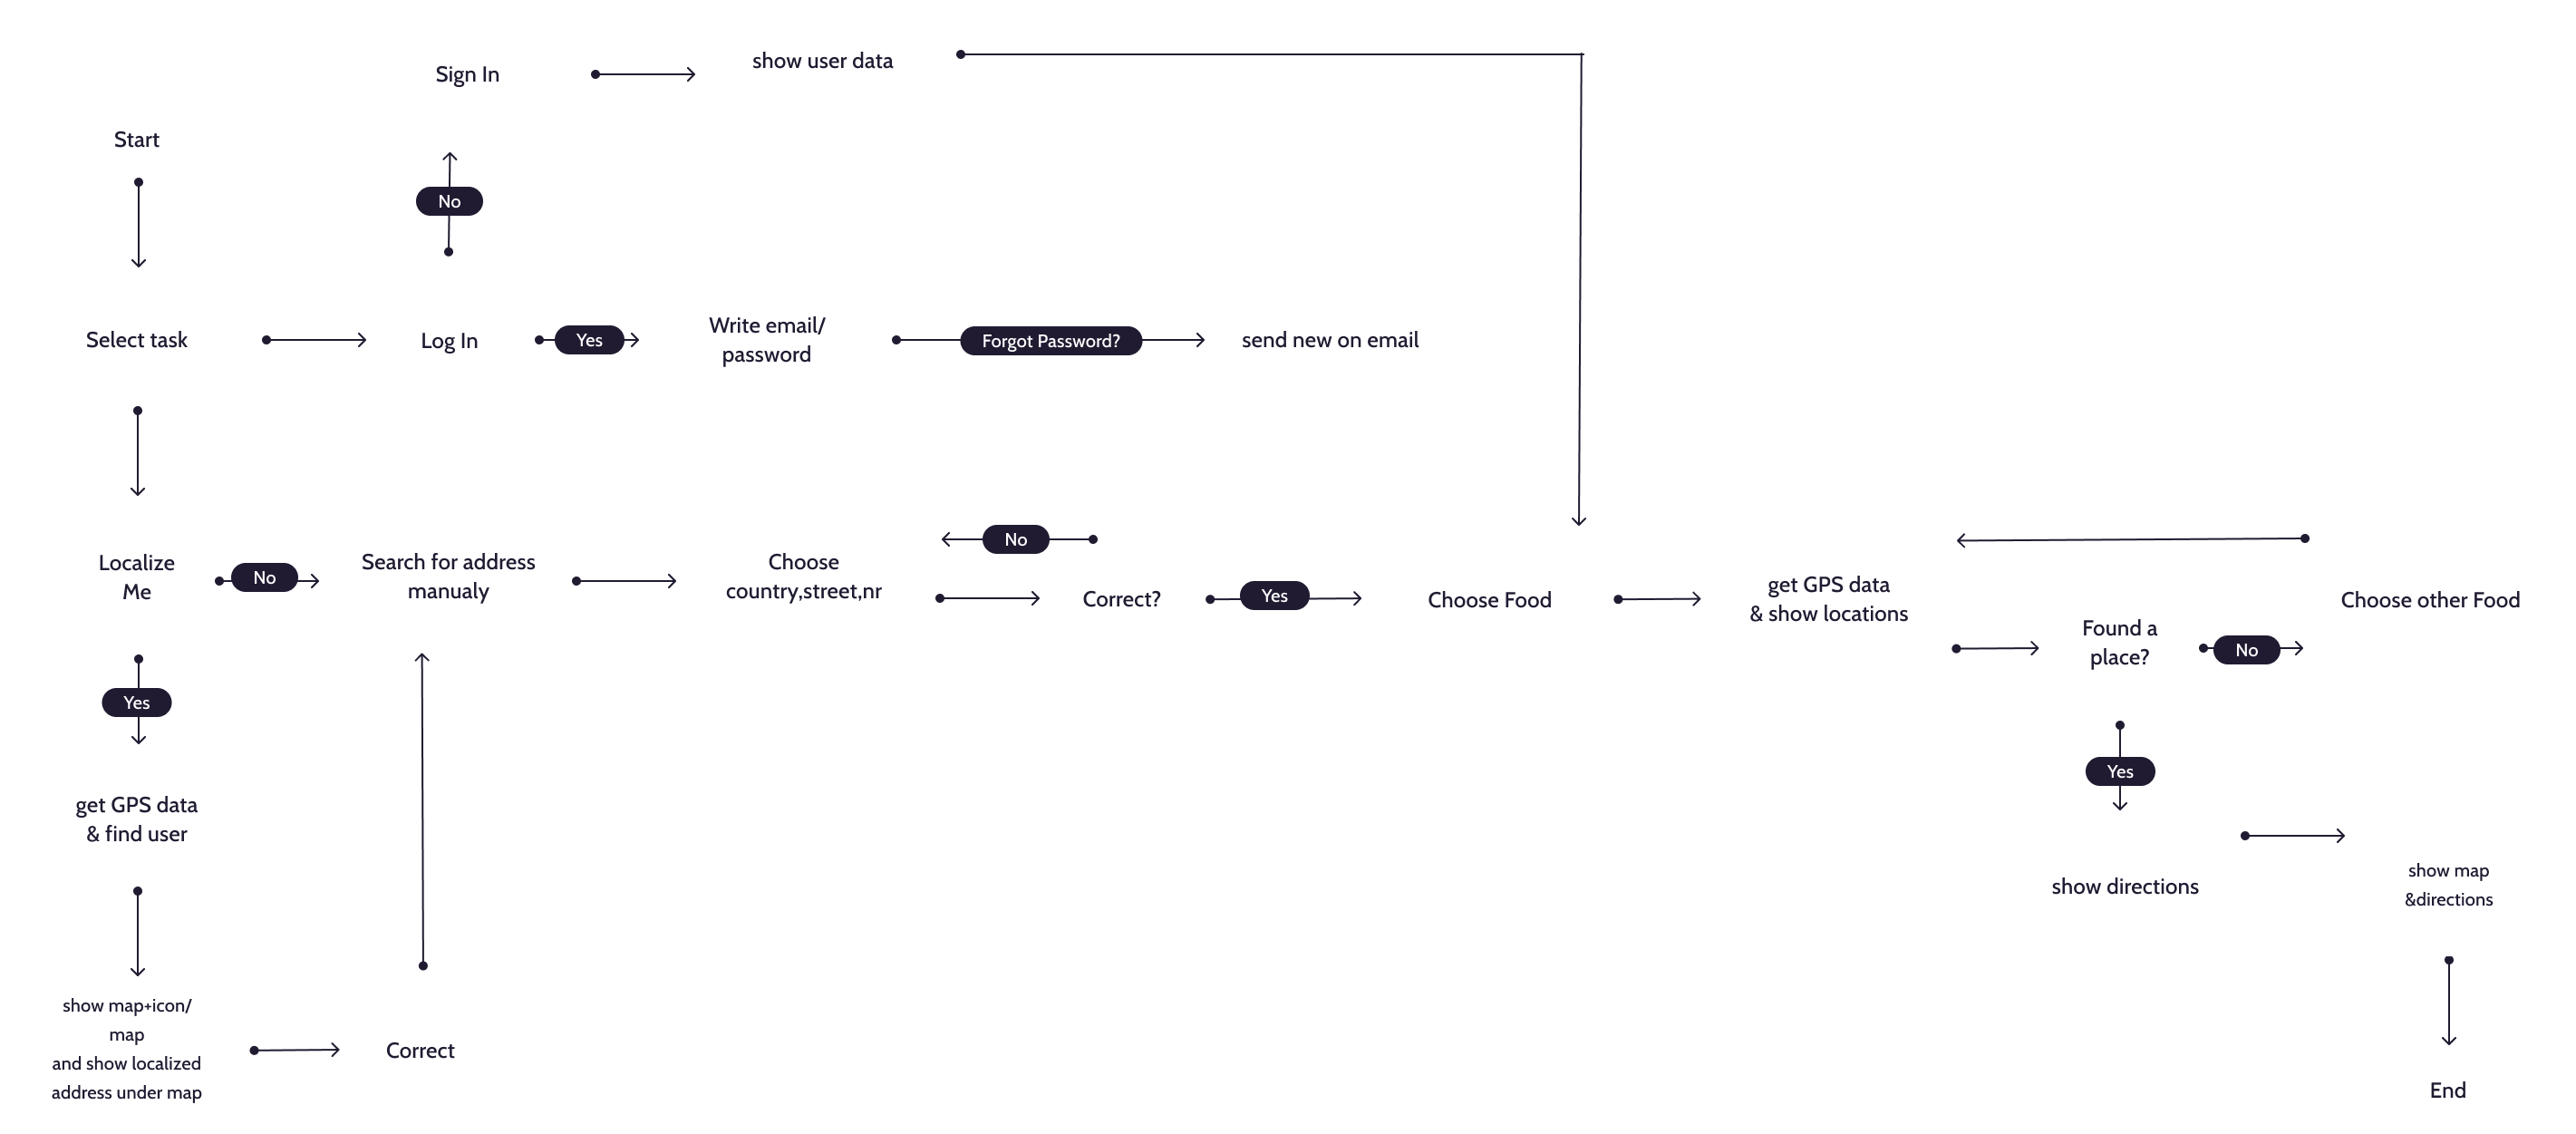 Sign In
show user data
Start
No
Select task
Log In
Yes
Write email/
password
Forgot Password?
send new on email
Localize
Me
No
Search for address
manualy
Choose
country,street,nr
No
Correct?
Yes
Choose Food
get GPS data
& show locations
Found a
place?
No
Choose other Food
Yes
Yes
get GPS data
& find user
show directions
show map
&directions
show map+icon/
map
and show localized
address under map
Correct
End